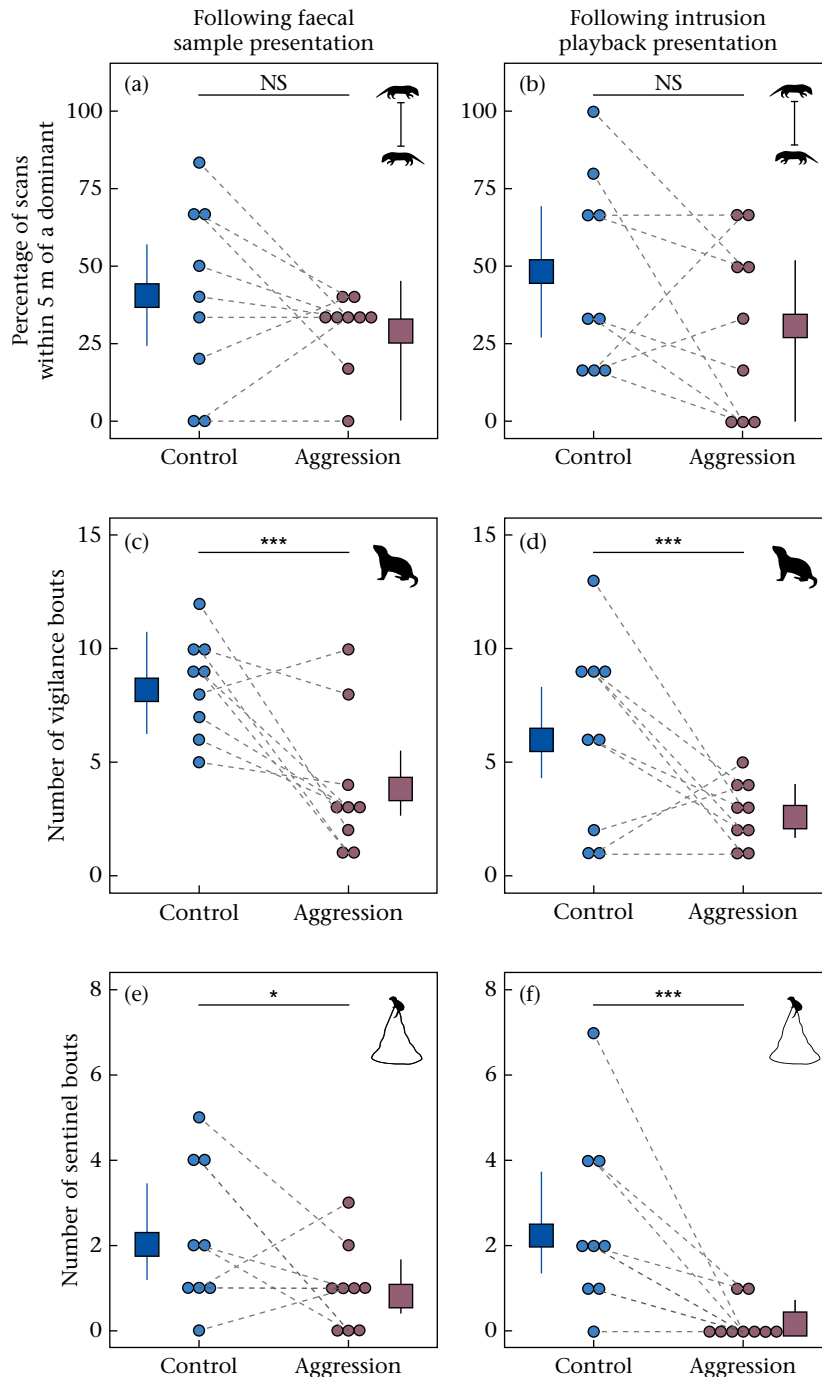 Following faecal
sample presentation
Following intrusion
playback presentation
(a)
NS
(b)
NS
Percentage of scans
within 5 m of a dominant
100
75
50
25
0
100
75
50
25
0
Control
Aggression
Control
Aggression
(c)
***
(d)
***
Number of vigilance bouts
15
10
5
0
15
10
5
0
Control
Aggression
Control
Aggression
(e)
*
(f)
***
Number of sentinel bouts
8
6
4
2
0
8
6
4
2
0
Control
Aggression
Control
Aggression